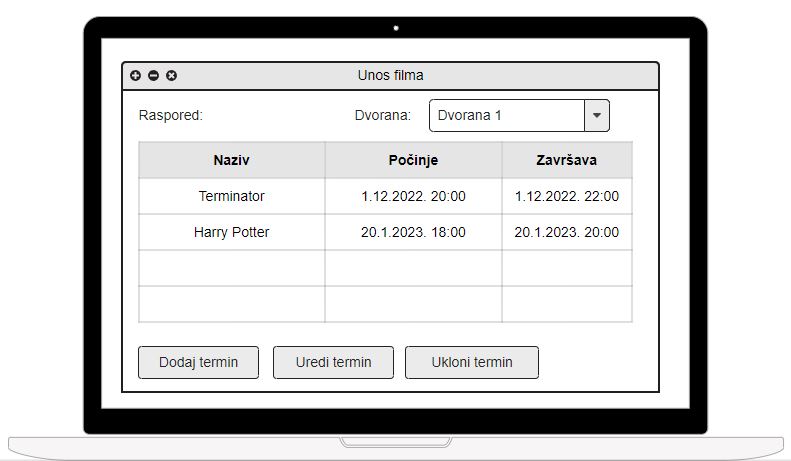 Unos filma
Raspored: Dvorana: Dvorana 1
Naziv Počinje Završava
Terminator 1.12.2022. 20:00 1.12.2022. 22:00
Harry Potter 20.1.2023. 18:00 20.1.2023. 20:00
Dodaj termin Uredi termin Ukloni termin